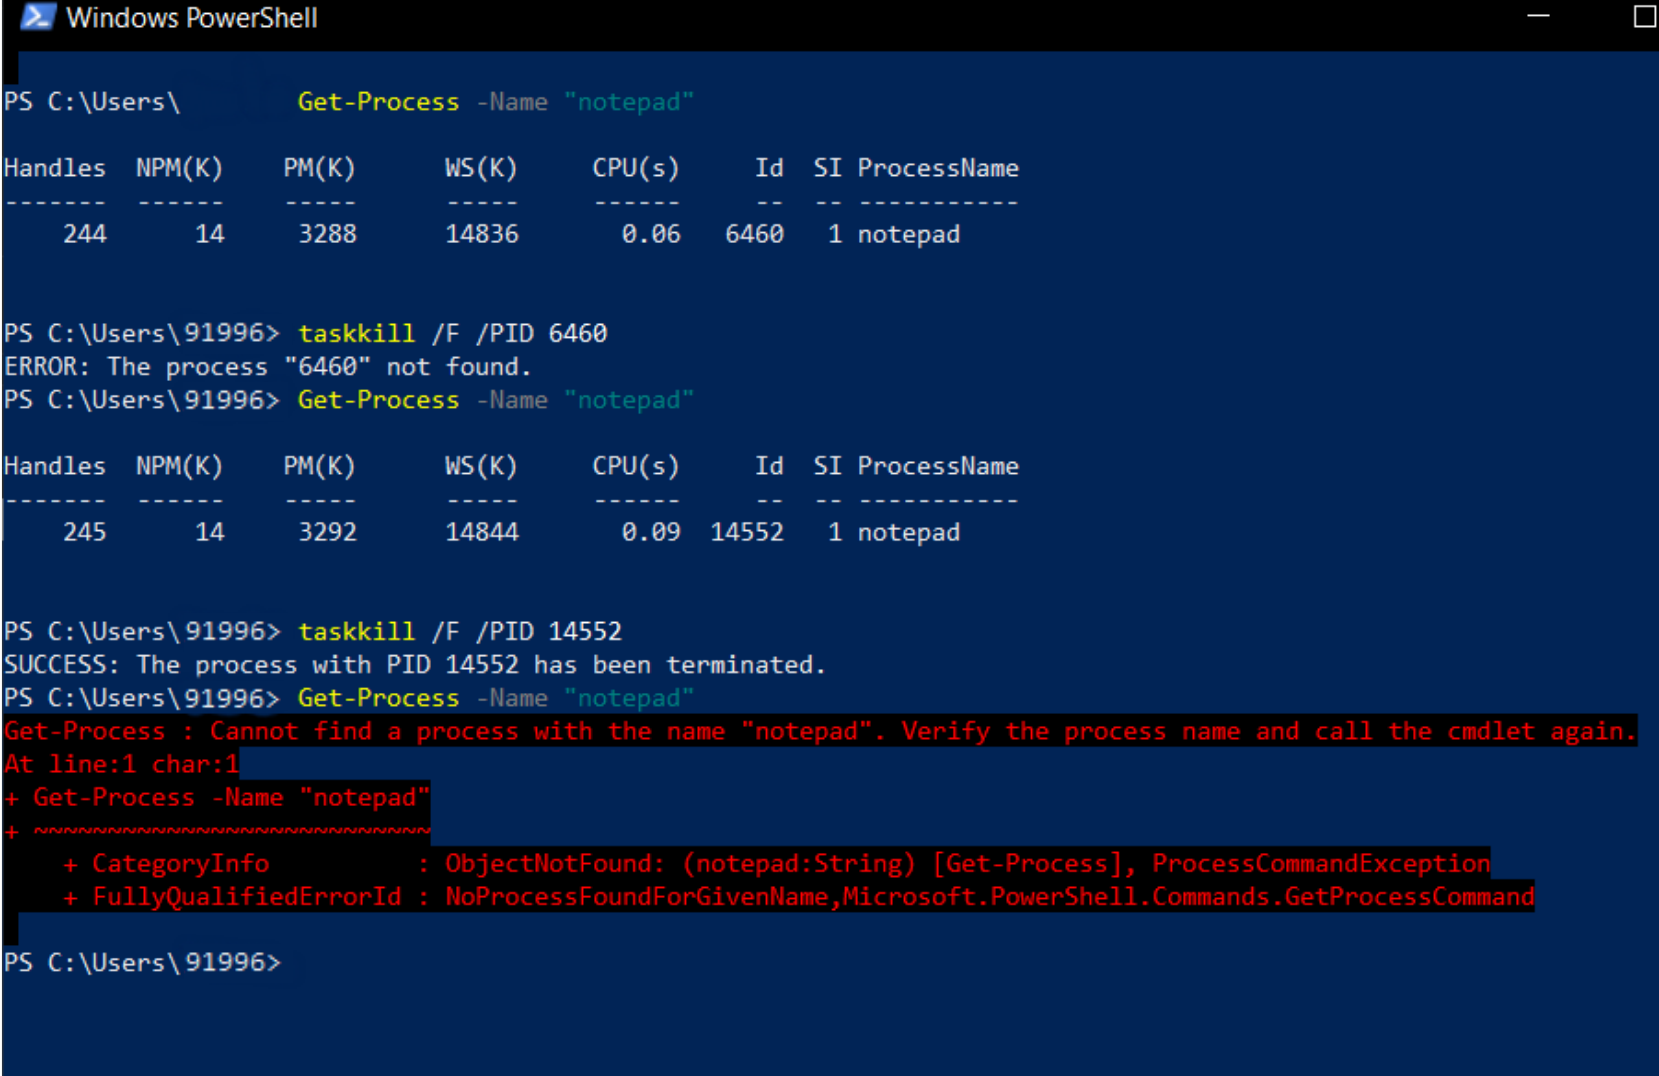 Windows PowerShell
PS C:\Users\ Get-Process -Name "notepad"
Handles NPM(K) PM(K) WS(K) CPU(s) Id SI ProcessName
------- ------ ----- ----- ------ -- -- -----------
244 14 3288 14836 0.06 6460 1 notepad
PS C:\Users\91996> taskkill /F /PID 6460
ERROR: The process "6460" not found.
PS C:\Users\91996> Get-Process -Name "notepad"
Handles NPM(K) PM(K) WS(K) CPU(s) Id SI ProcessName
------- ------ ----- ----- ------ -- -- -----------
245 14 3292 14844 0.09 14552 1 notepad
PS C:\Users\91996> taskkill /F /PID 14552
SUCCESS: The process with PID 14552 has been terminated.
PS C:\Users\91996> Get-Process -Name "notepad"
Get-Process : Cannot find a process with the name "notepad". Verify the process name and call the cmdlet again.
At line:1 char:1
+ Get-Process -Name "notepad"
+ ~~~~~~~~~~~~~~~~~~~~~~~~~~~
+ CategoryInfo : ObjectNotFound: (notepad:String) [Get-Process], ProcessCommandException
+ FullyQualifiedErrorId : NoProcessFoundForGivenName,Microsoft.PowerShell.Commands.GetProcessCommand
PS C:\Users\91996>